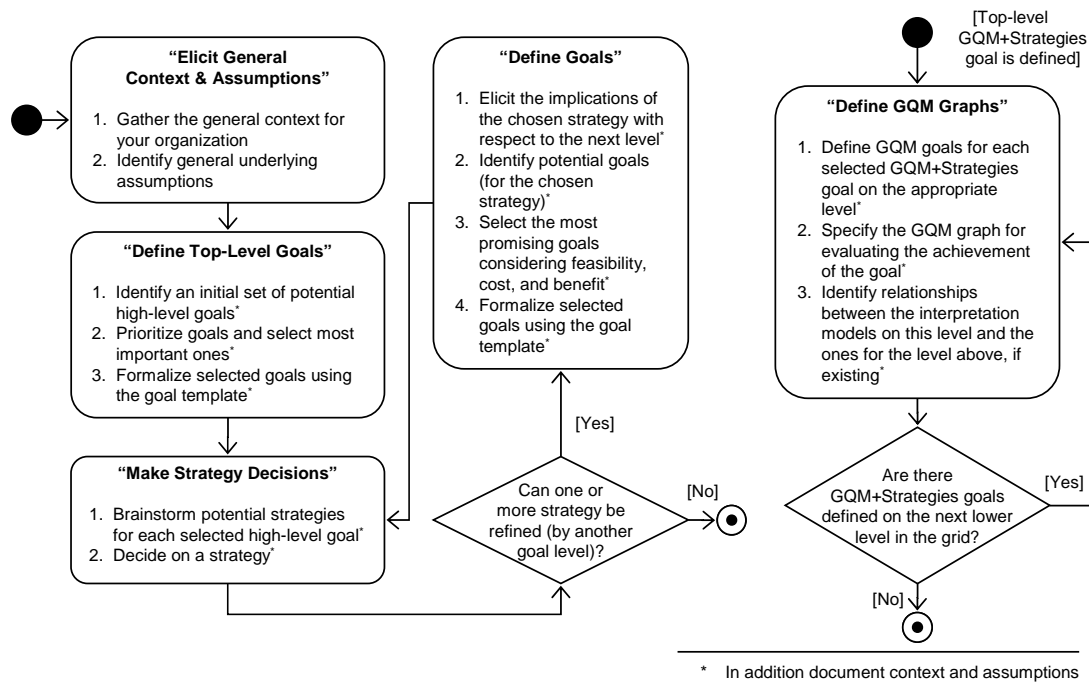 “Elicit General
Context & Assumptions”
1. Gather the general context for
your organization
2. Identify general underlying
assumptions
“Define Top-Level Goals”
1. Identify an initial set of potential
high-level goals*
2. Prioritize goals and select most
important ones*
3. Formalize selected goals using
the goal template*
“Make Strategy Decisions”
1. Brainstorm potential strategies
for each selected high-level goal*
2. Decide on a strategy*
“Define Goals”
1. Elicit the implications of
the chosen strategy with
respect to the next level*
2. Identify potential goals
(for the chosen
strategy)*
3. Select the most
promising goals
considering feasibility,
cost, and benefit*
4. Formalize selected
goals using the goal
template*
[Yes]
Can one or
more strategy be
refined (by another
goal level)?
[No]
[Top-level
GQM+Strategies
goal is defined]
“Define GQM Graphs”
1. Define GQM goals for each
selected GQM+Strategies
goal on the appropriate
level*
2. Specify the GQM graph for
evaluating the achievement
of the goal*
3. Identify relationships
between the interpretation
models on this level and the
ones for the level above, if
existing*
Are there
GQM+Strategies goals
defined on the next lower
level in the grid?
[Yes]
[No]
* In addition document context and assumptions